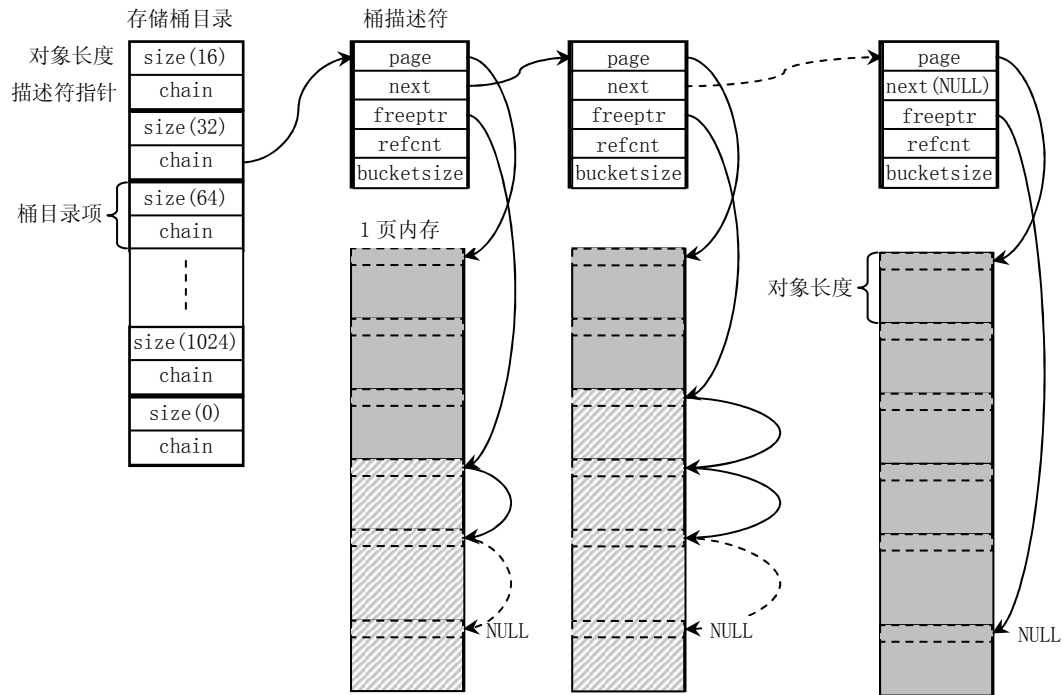 存储桶目录
对象长度
描述符指针
size(16)
chain
size(32)
chain
桶目录项
size(64)
chain
size(1024)
chain
size(0)
chain
桶描述符
page
next
freeptr
refcnt
bucketsize
1 页内存
NULL
page
next
freeptr
refcnt
bucketsize
NULL
page
next(NULL)
freeptr
refcnt
bucketsize
对象长度
NULL